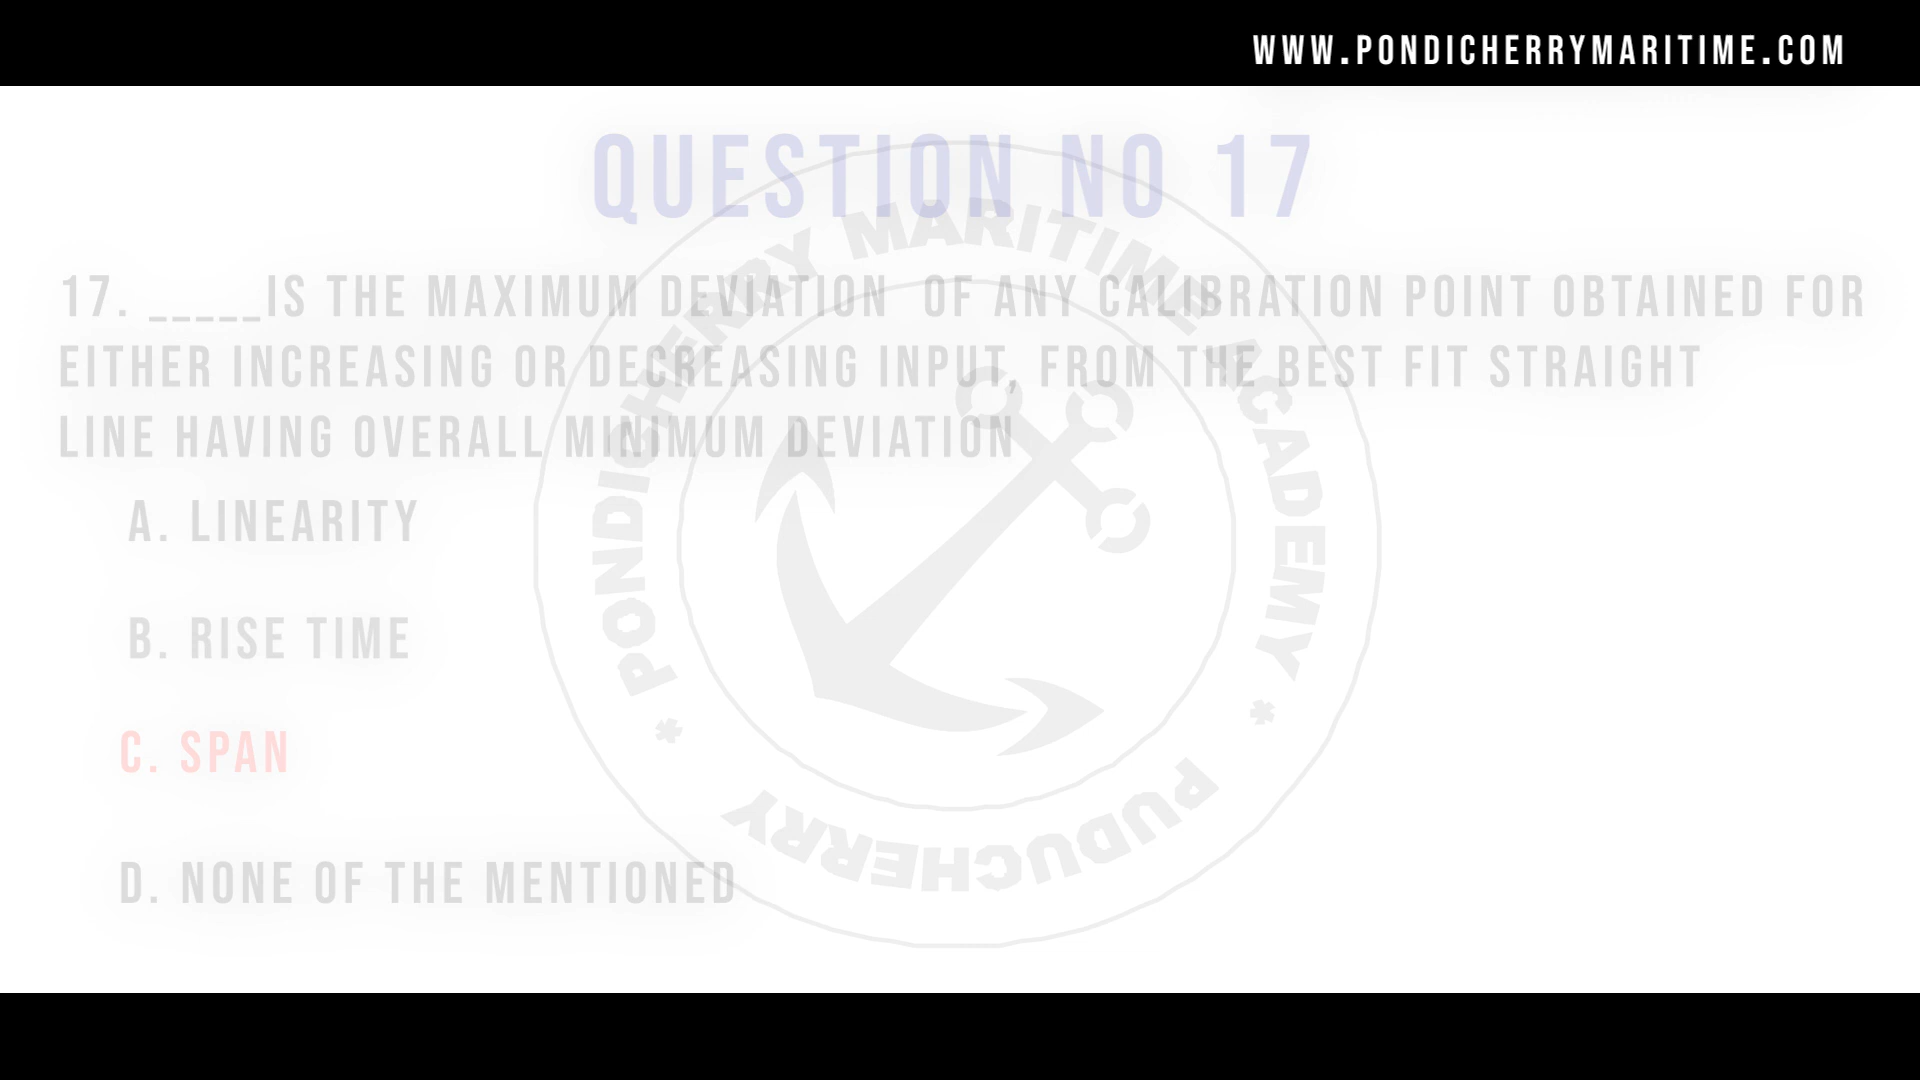 WWW.PONDICHERRYMARITIME.COM
QUESTION NO 17
17. _____IS THE MAXIMUM DEVIATION OF ANY CALIBRATION POINT OBTAINED FOR
EITHER INCREASING OR DECREASING INPUT, FROM THE BEST FIT STRAIGHT
LINE HAVING OVERALL MINIMUM DEVIATION
A. LINEARITY
B. RISE TIME
C. SPAN
D. NONE OF THE MENTIONED
PONDICHERRY MARITIME ACADEMY
* PUDUCHERRY *